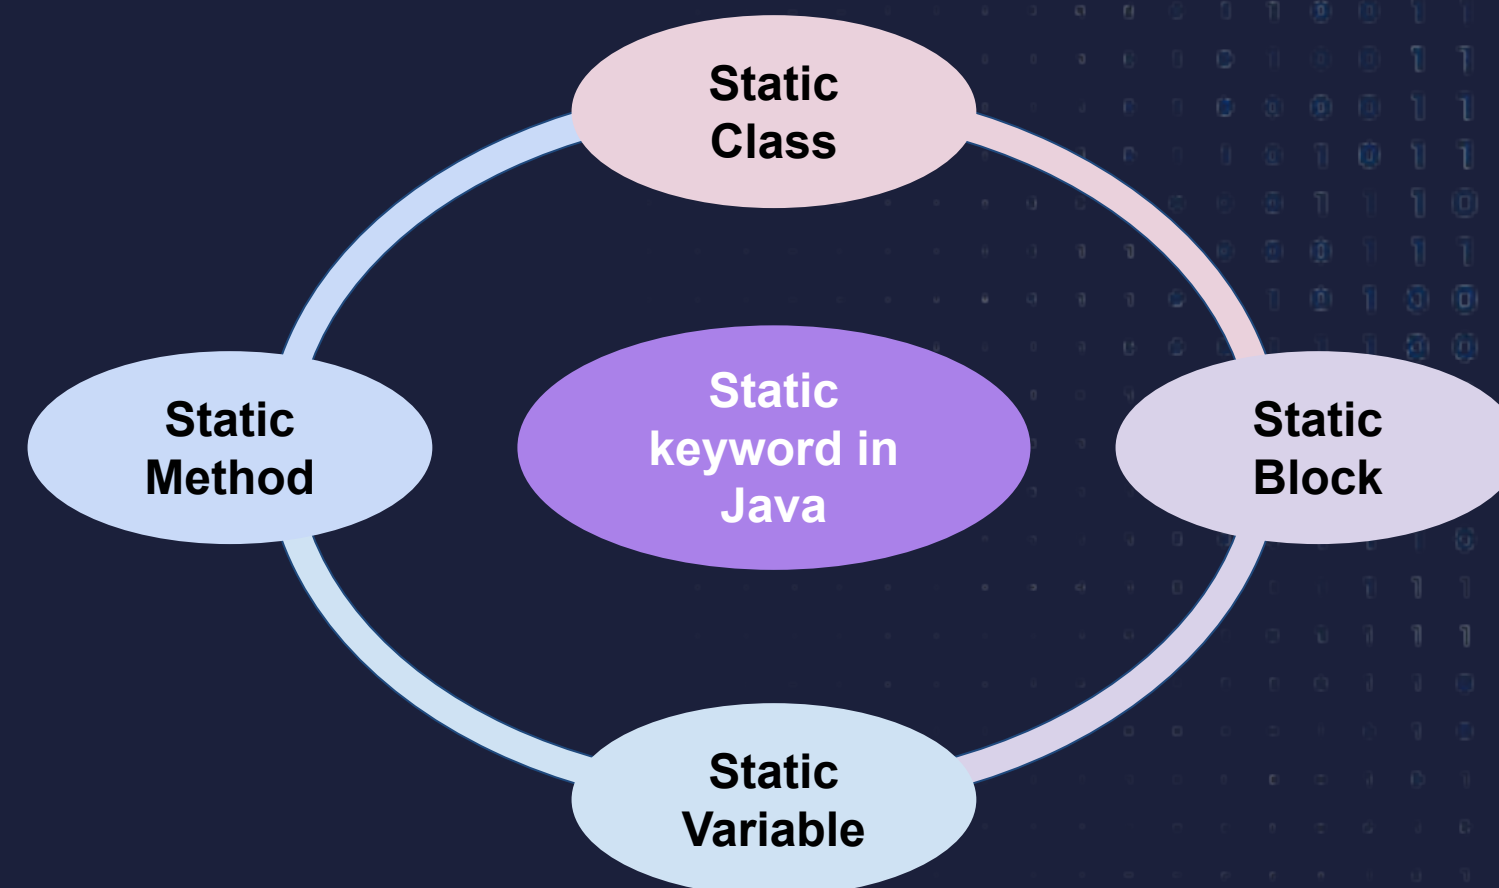 Static
Class
Static
Method
Static
keyword in
Java
Static
Block
Static
Variable